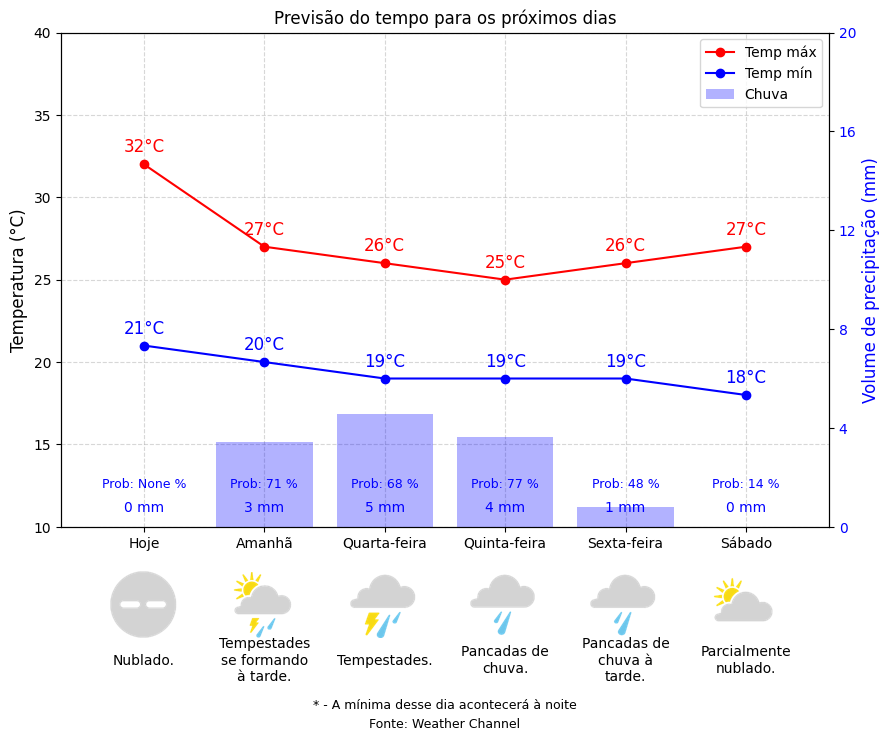 Previsão do tempo para os próximos dias
40
35
30
25
20
15
10
Temperatura (°C)
20
16
12
8
4
0
Volume de precipitação (mm)
Temp máx
Temp mín
Chuva
32°C
27°C
26°C
25°C
26°C
27°C
21°C
20°C
19°C
19°C
19°C
18°C
Prob: None %
Prob: 71 %
Prob: 68 %
Prob: 77 %
Prob: 48 %
Prob: 14 %
0 mm
3 mm
5 mm
4 mm
1 mm
0 mm
Hoje
Amanhã
Quarta-feira
Quinta-feira
Sexta-feira
Sábado
Nublado.
Tempestades
se formando
à tarde.
Tempestades.
Pancadas de
chuva.
Pancadas de
chuva à
tarde.
Parcialmente
nublado.
* - A mínima desse dia acontecerá à noite
Fonte: Weather Channel